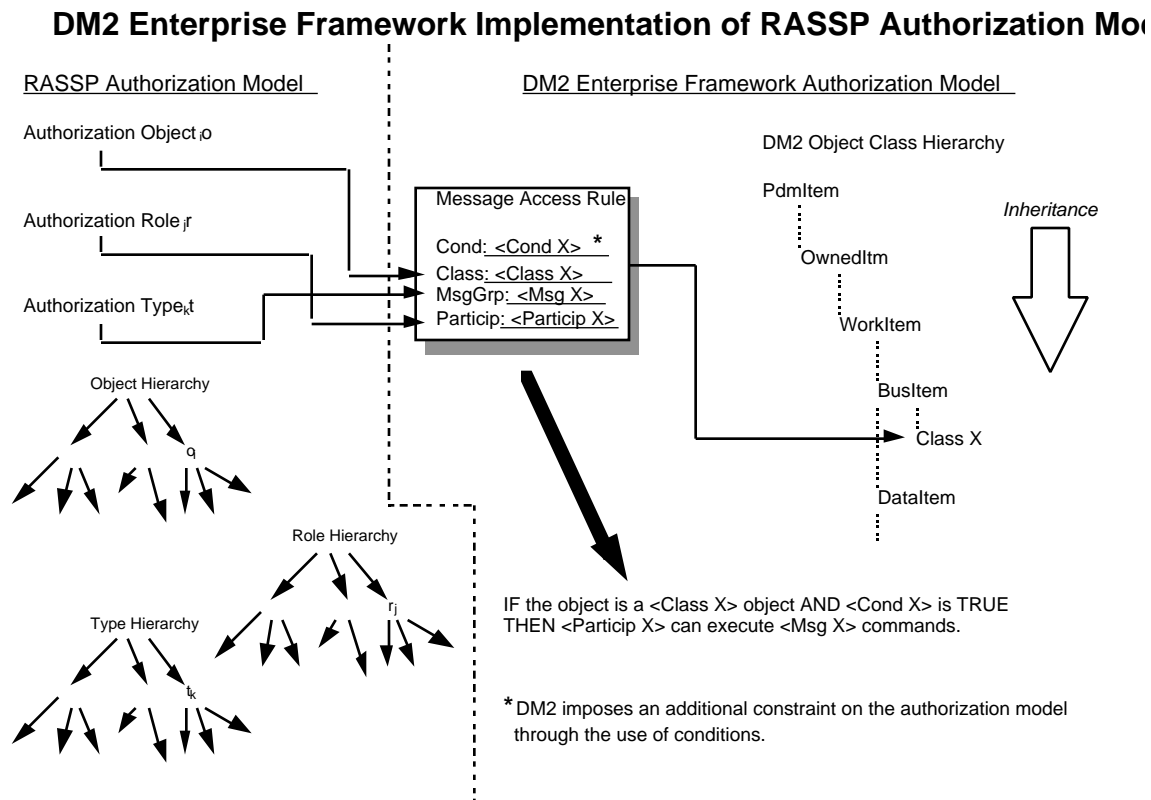 DM2 Enterprise Framework Implementation of RASSP Authorization Mo
RASSP Authorization Model
DM2 Enterprise Framework Authorization Model
Authorization Object io
Authorization Role jr
Authorization Typekt
Message Access Rule
Cond: <Cond X> *
Class: <Class X>
MsgGrp: <Msg X>
Particip: <Particip X>
DM2 Object Class Hierarchy
PdmItem
OwnedItm
WorkItem
BusItem
Class X
DataItem
Inheritance
Object Hierarchy
Role Hierarchy
rj
Type Hierarchy
tk
IF the object is a <Class X> object AND <Cond X> is TRUE
THEN <Particip X> can execute <Msg X> commands.
* DM2 imposes an additional constraint on the authorization model
through the use of conditions.